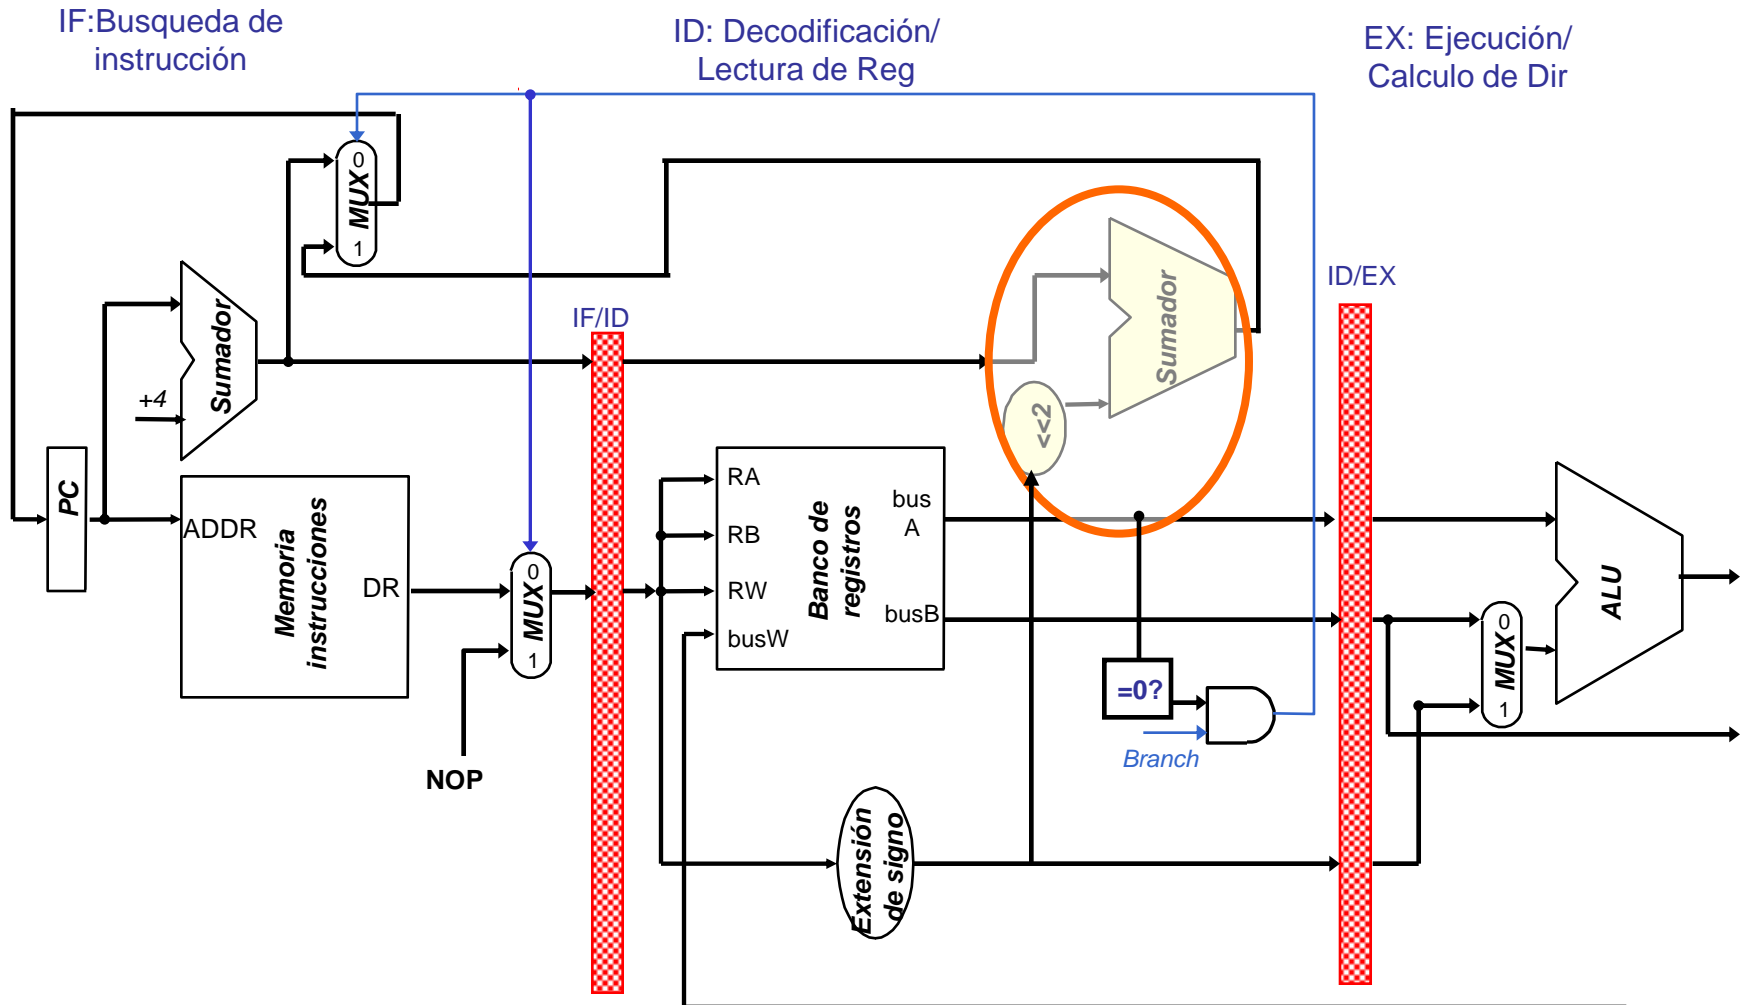 IF:Busqueda de
instrucción
ID: Decodificación/
Lectura de Reg
EX: Ejecución/
Calculo de Dir
0
MUX
1
Sumador
+4
IF/ID
Sumador
<<2
ID/EX
PC
ADDR
Memoria
instrucciones
DR
0
MUX
1
NOP
RA
RB
RW
busW
Banco de
registros
bus
A
busB
=0?
Branch
Extensión
de signo
0
MUX
1
ALU